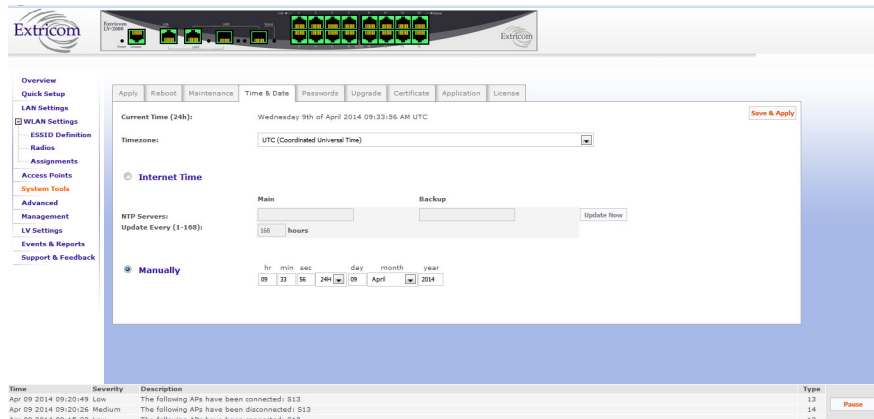 Extricom
Extricom
LV-2000
Extricom
Overview
Quick Setup
LAN Settings
WLAN Settings
ESSID Definition
Radios
Assignments
Access Points
System Tools
Advanced
Management
LV Settings
Events & Reports
Support & Feedback
Apply Reboot Maintenance Time & Date Passwords Upgrade Certificate Application License
Current Time (24h): Wednesday 9th of April 2014 09:33:56 AM UTC Save & Apply
Timezone: UTC (Coordinated Universal Time)
Internet Time
Main Backup
NTP Servers: Update Now
Update Every (1-168): 168 hours
hr min sec day month year
Manually 09 33 56 24H 09 April 2014
Time Severity Description Type
Apr 09 2014 09:20:49 Low The following APs have been connected: S13 13
Apr 09 2014 09:20:26 Medium The following APs have been disconnected: S13 14
Pause